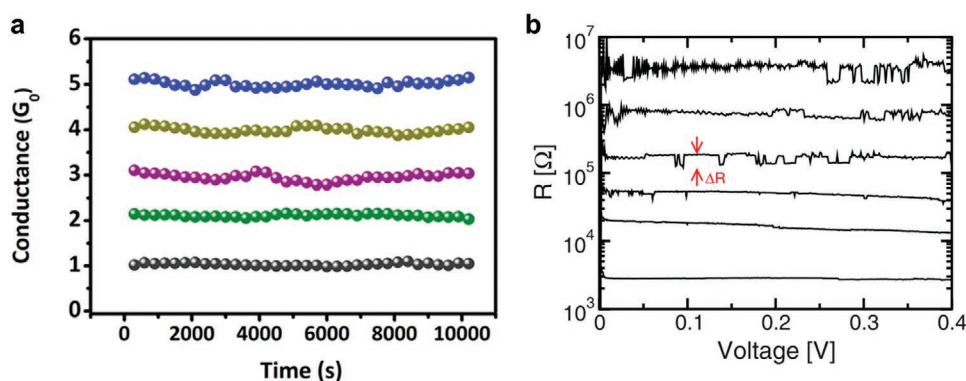 a
Conductance (G0)
6
5
4
3
2
1
0
0 2000 4000 6000 8000 10000
Time (s)
b
R [Ω]
10^7
10^6
10^5
10^4
10^3
ΔR
0 0.1 0.2 0.3 0.4
Voltage [V]